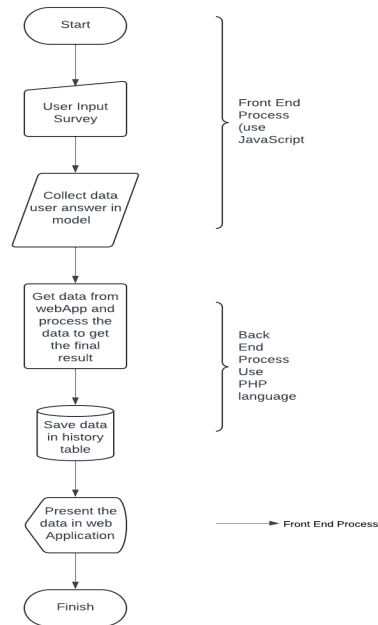 Start
User Input
Survey
Collect data
user answer in
model
Front End
Process
(use
JavaScript
Get data from
webApp and
process the
data to get
the final
result
Save data
in history
table
Back
End
Process
Use
PHP
language
Present the
data in web
Application
Front End Process
Finish